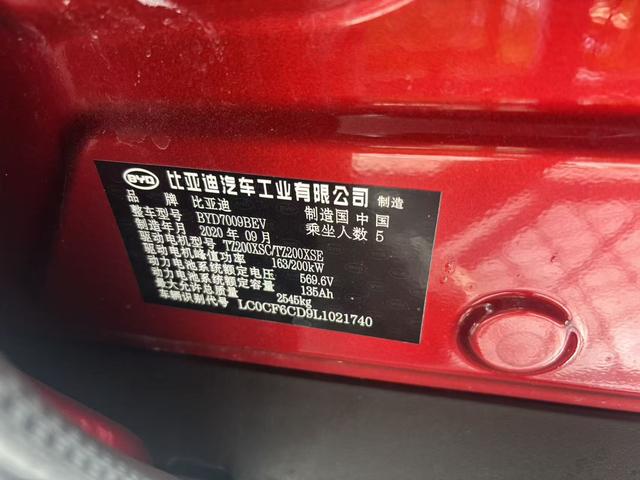 BYD 比亚迪汽车工业有限公司 制造
品牌 比亚迪 制造国 中国
整车型号 BYD7009BEV 乘坐人数 5
制造年月 2020 年 09 月
驱动电机型号 TZ200XSC/TZ200XSE
驱动电机峰值功率 163/200kW
动力电池系统额定电压 569.6V
动力电池系统额定容量 135Ah
最大允许总质量 2545kg
车辆识别代号 LC0CF6CD9L1021740